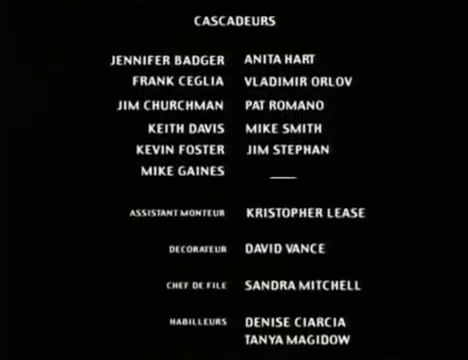 CASCADEURS
JENNIFER BADGER ANITA HART
FRANK CEGLIA VLADIMIR ORLOV
JIM CHURCHMAN PAT ROMANO
KEITH DAVIS MIKE SMITH
KEVIN FOSTER JIM STEPHAN
MIKE GAINES
ASSISTANT MONTEUR KRISTOPHER LEASE
DECORATEUR DAVID VANCE
CHEF DE FILE SANDRA MITCHELL
HABILLEURS DENISE CIARCIA
TANYA MAGIDOW